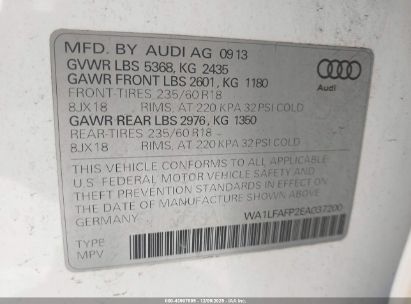 MFD. BY AUDI AG 09 13
GVWR LBS 5368, KG 2435
GAWR FRONT LBS 2601, KG 1180
FRONT-TIRES 235/60 R18
8JX18 RIMS, AT 220 KPA 32 PSI COLD
GAWR REAR LBS 2976, KG 1350
REAR-TIRES 235/60 R18
8JX18 RIMS, AT 220 KPA 32 PSI COLD
Audi
THIS VEHICLE CONFORMS TO ALL APPLICABLE
U.S. FEDERAL MOTOR VEHICLE SAFETY AND
THEFT PREVENTION STANDARDS IN EFFECT ON
THE DATE OF MANUFACTURE SHOWN ABOVE
GERMANY
WA1LFAFP2EA037200
TYPE
MPV